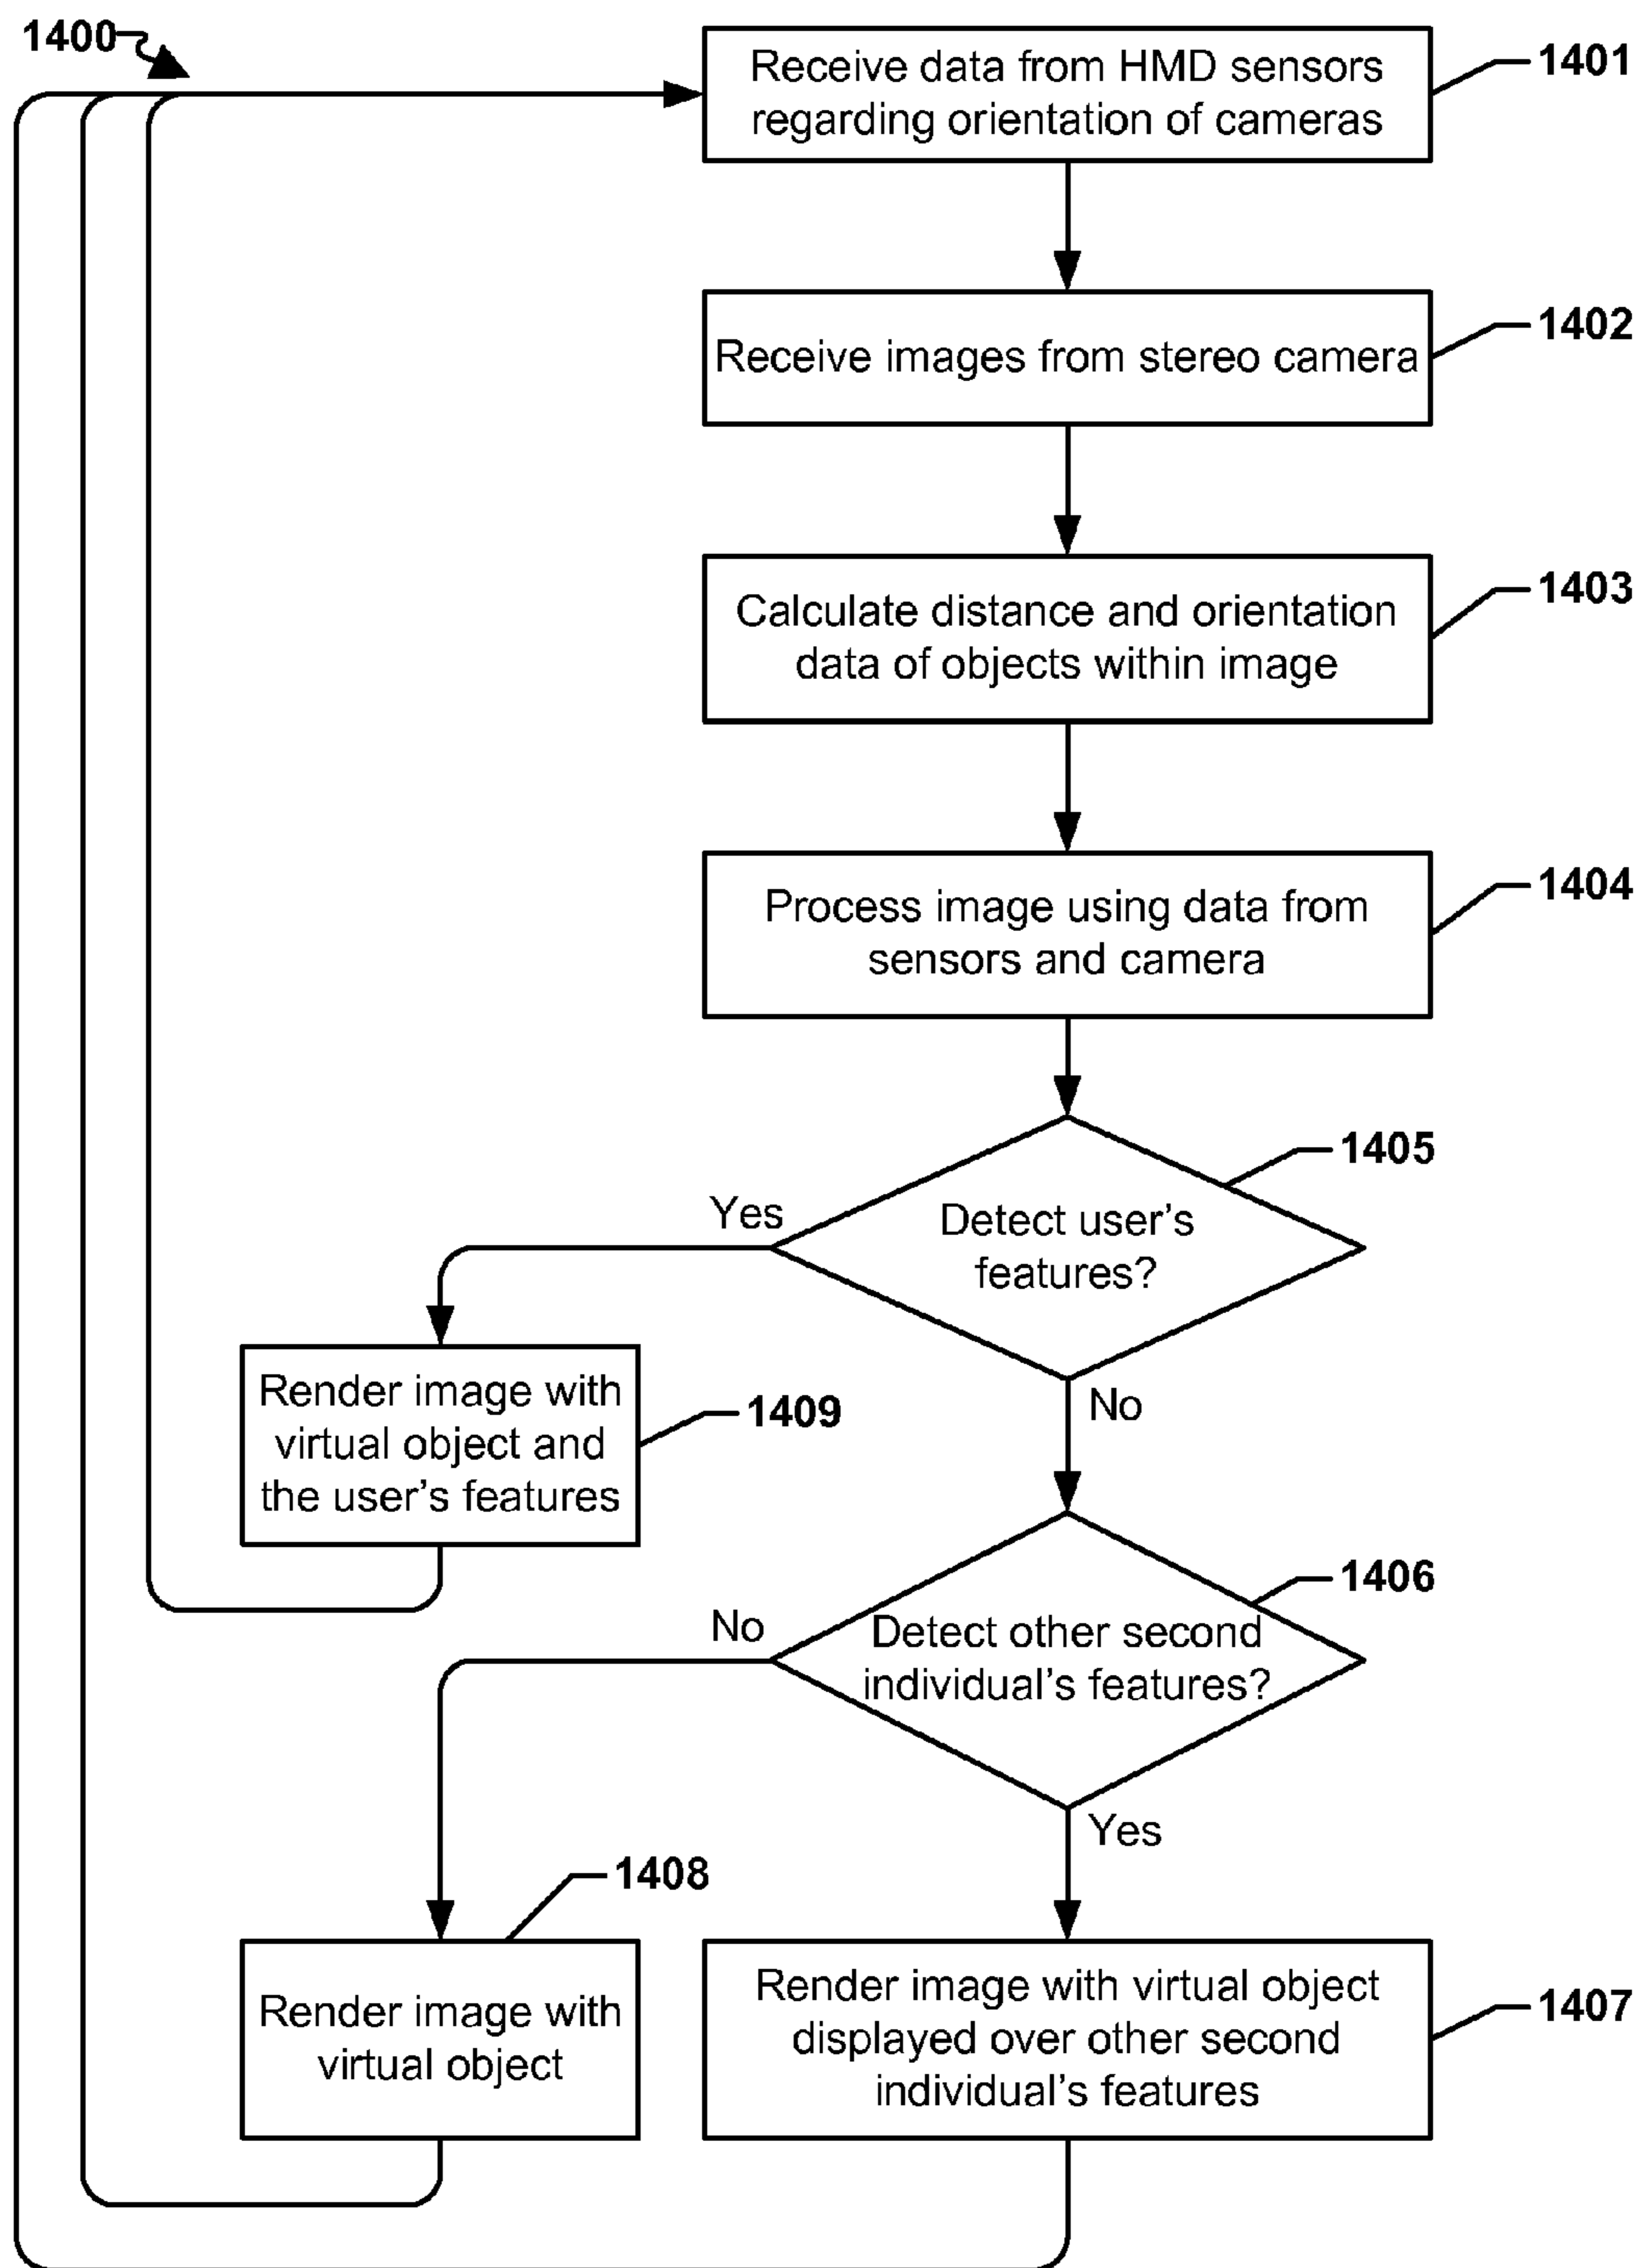 1400
Receive data from HMD sensors
regarding orientation of cameras
1401
Receive images from stereo camera
1402
Calculate distance and orientation
data of objects within image
1403
Process image using data from
sensors and camera
1404
Detect user's
features?
1405
Yes
No
Render image with
virtual object and
the user's features
1409
Detect other second
individual's features?
1406
No
Yes
Render image with
virtual object
1408
Render image with virtual object
displayed over other second
individual's features
1407